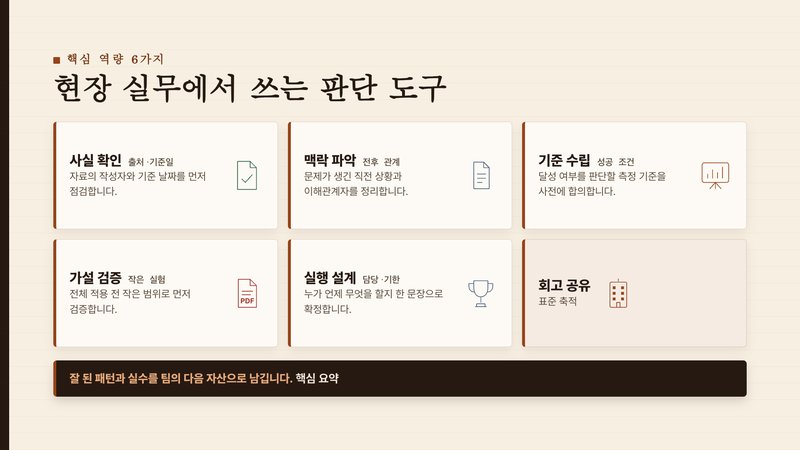 핵심 역량 6가지
현장 실무에서 쓰는 판단 도구
사실 확인 출처·기준일
자료의 작성자와 기준 날짜를 먼저
점검합니다.
맥락 파악 전후 관계
문제가 생긴 직전 상황과
이해관계자를 정리합니다.
기준 수립 성공 조건
달성 여부를 판단할 측정 기준을
사전에 합의합니다.
가설 검증 작은 실험
전체 적용 전 작은 범위로 먼저
검증합니다.
PDF
실행 설계 담당·기한
누가 언제 무엇을 할지 한 문장으로
확정합니다.
회고 공유
표준 축적
잘 된 패턴과 실수를 팀의 다음 자산으로 남깁니다. 핵심 요약